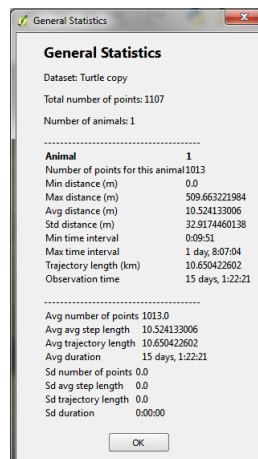 General Statistics
General Statistics
Dataset: Turtle copy
Total number of points: 1107
Number of animals: 1
----------------------------------------
Animal 1
Number of points for this animal 1013
Min distance (m) 0.0
Max distance (m) 509.663221984
Avg distance (m) 10.524133006
Std distance (m) 32.9174460138
Min time interval 0:09:51
Max time interval 1 day, 8:07:04
Trajectory length (km) 10.650422602
Observation time 15 days, 1:22:21
----------------------------------------
Avg number of points 1013.0
Avg avg step length 10.524133006
Avg trajectory length 10.650422602
Avg duration 15 days, 1:22:21
Sd number of points 0.0
Sd avg step length 0.0
Sd trajectory length 0.0
Sd duration 0:00:00
OK